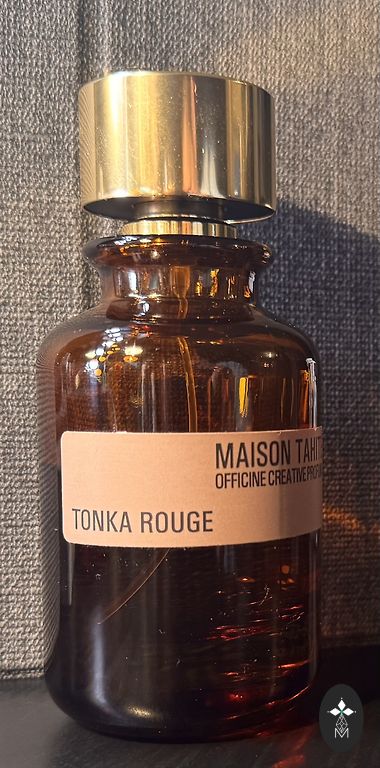 MAISON TAHIT
OFFICINE CREATIVE PROF
TONKA ROUGE